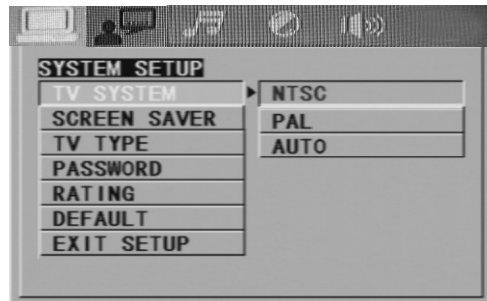 SYSTEM SETUP
TV SYSTEM
NTSC
SCREEN SAVER
PAL
TV TYPE
AUTO
PASSWORD
RATING
DEFAULT
EXIT SETUP